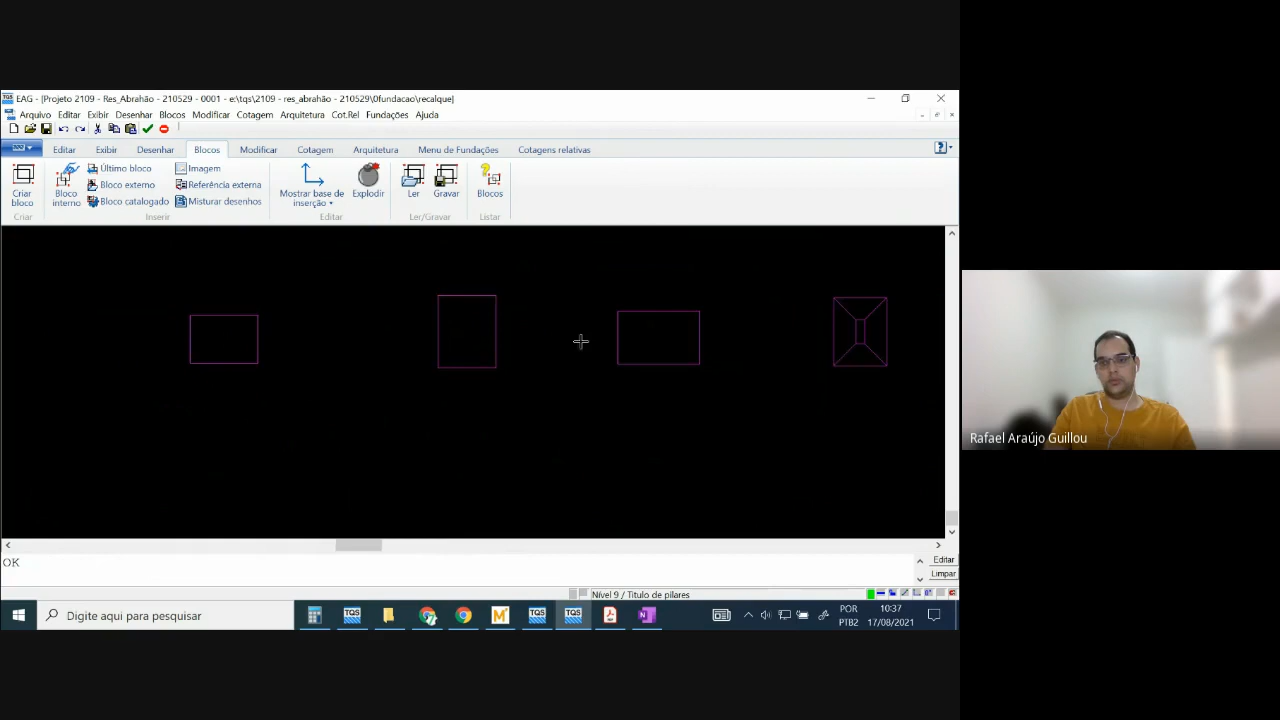 EAG - [Projeto 2109 - Res_Abrahão - 210529 - 0001 - e:\tqs\2109 - res_abrahão - 210529\0fundacao\recalque]
Arquivo Editar Exibir Desenhar Blocos Modificar Cotagem Arquitetura Cot.Rel Fundações Ajuda
Editar Exibir Desenhar Blocos Modificar Cotagem Arquitetura Menu de Fundações Cotagens relativas
Criar bloco
Criar
Bloco interno
Último bloco
Bloco externo
Bloco catalogado
Imagem
Referência externa
Misturar desenhos
Inserir
Mostrar base de inserção
Explodir
Editar
Ler
Gravar
Ler/Gravar
Blocos
Listar
Rafael Araújo Guillou
OK
Editar
Limpar
Nível 9 / Titulo de pilares
Digite aqui para pesquisar
TQS
TQS
TQS
POR
PTB2
10:37
17/08/2021